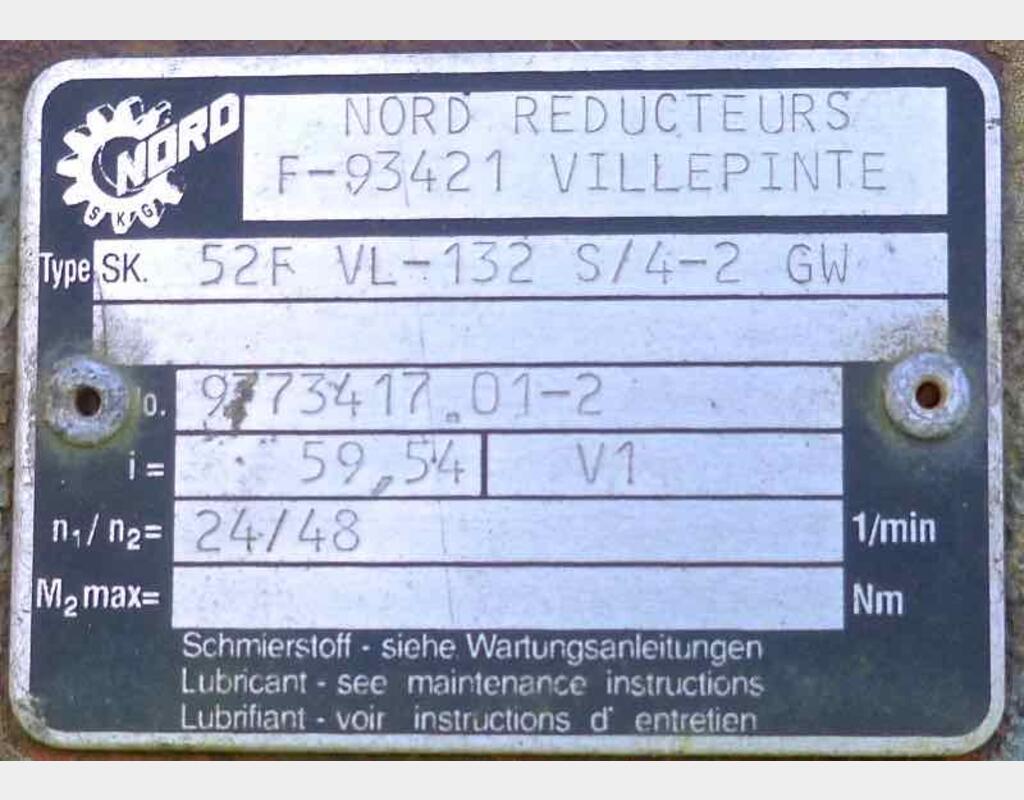 NORD
SKG
NORD REDUCTEURS
F-93421 VILLEPINTE
Type SK. 52F VL-132 S/4-2 GW
o. 9773417.01-2
i = 59,54 V1
n₁/n₂= 24/48 1/min
M₂max= Nm
Schmierstoff - siehe Wartungsanleitungen
Lubricant - see maintenance instructions
Lubrifiant - voir instructions d' entretien